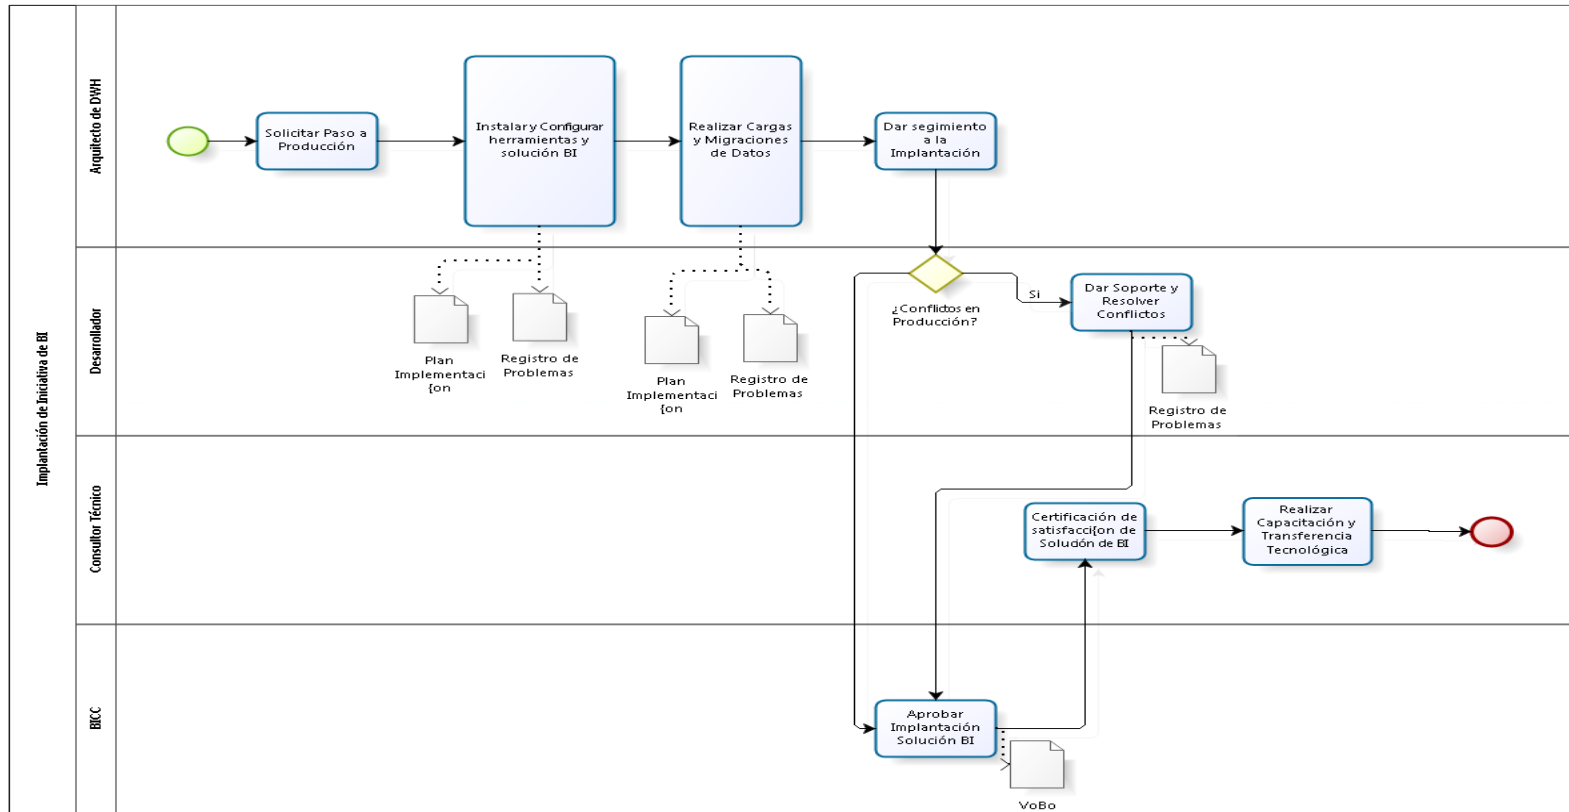 Implantación de Iniciativa de BI
Arquitecto de DWH
Solicitar Paso a
Producción
Instalar y Configurar
herramientas y
solución BI
Realizar Cargas
y Migraciones
de Datos
Dar segimiento
a la
Implantación
Desarrollador
Plan
Implementaci
{on
Registro de
Problemas
Plan
Implementaci
{on
Registro de
Problemas
¿Conflictos en
Producción?
Si
Dar Soporte y
Resolver
Conflictos
Registro de
Problemas
Consultor Técnico
Certificación de
satisfacci{on de
Solución de BI
Realizar
Capacitación y
Transferencia
Tecnológica
BICC
Aprobar
Implantación
Solución BI
VoBo